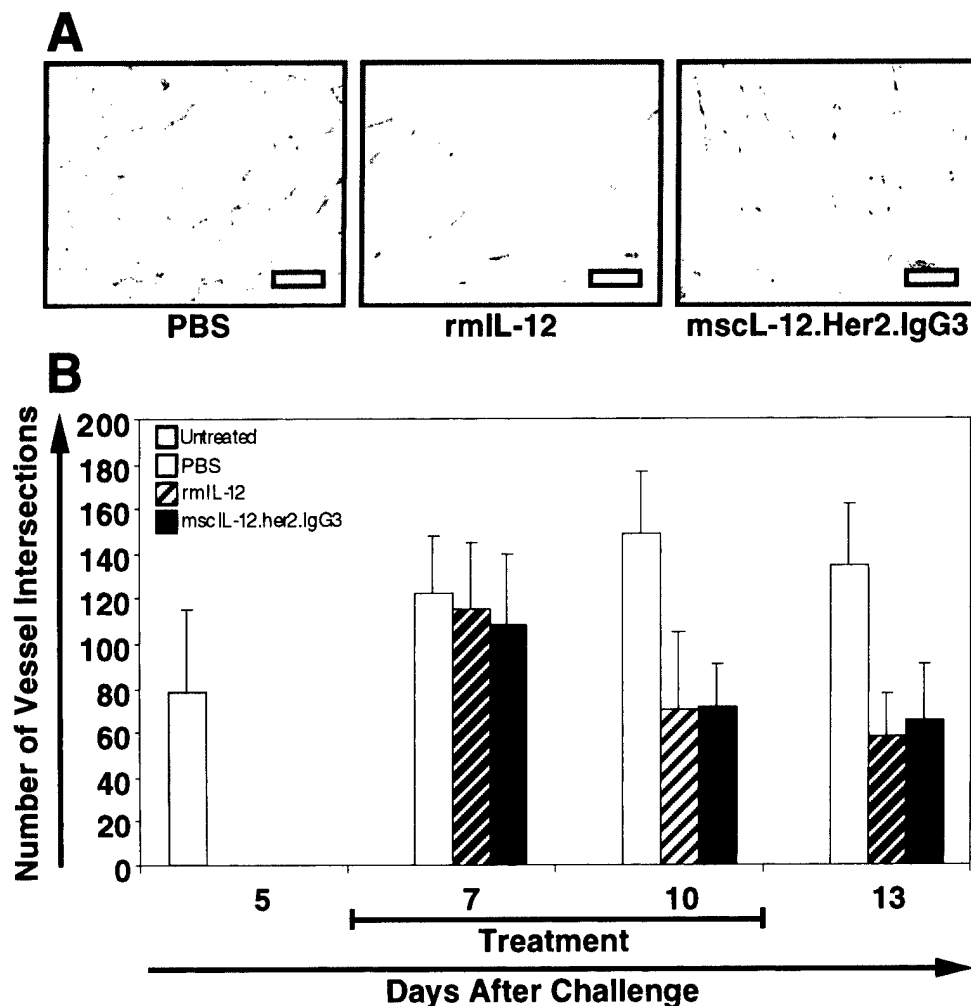 A
PBS
rmIL-12
mscL-12.Her2.IgG3
B
Number of Vessel Intersections
200
180
160
140
120
100
80
60
40
20
0
Untreated
PBS
rmIL-12
mscIL-12.her2.IgG3
5
7
10
13
Treatment
Days After Challenge